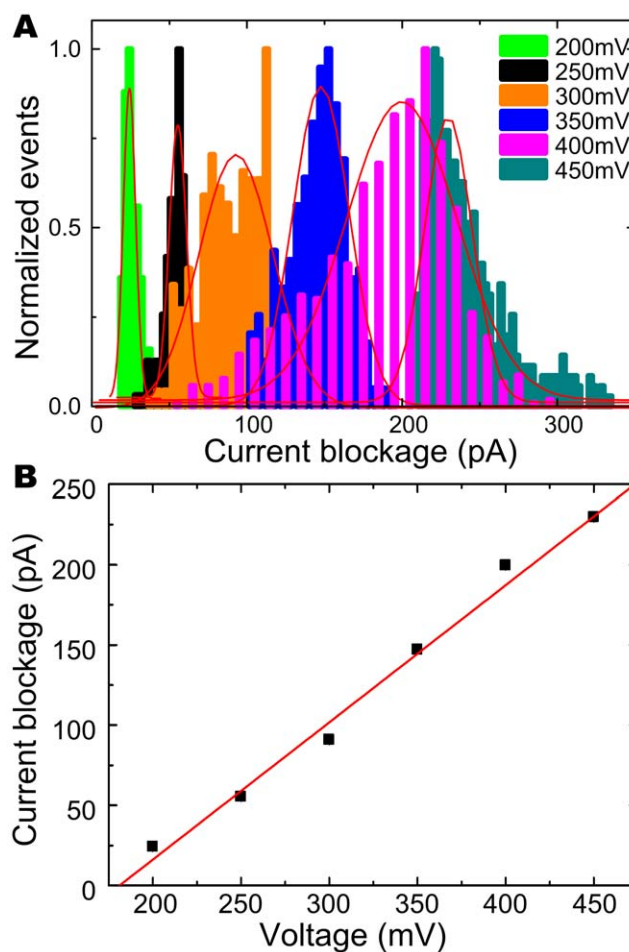 A
1.0
0.5
0.0
Normalized events
200mV
250mV
300mV
350mV
400mV
450mV
0 100 200 300
Current blockage (pA)
B
250
200
150
100
50
0
Current blockage (pA)
200 250 300 350 400 450
Voltage (mV)